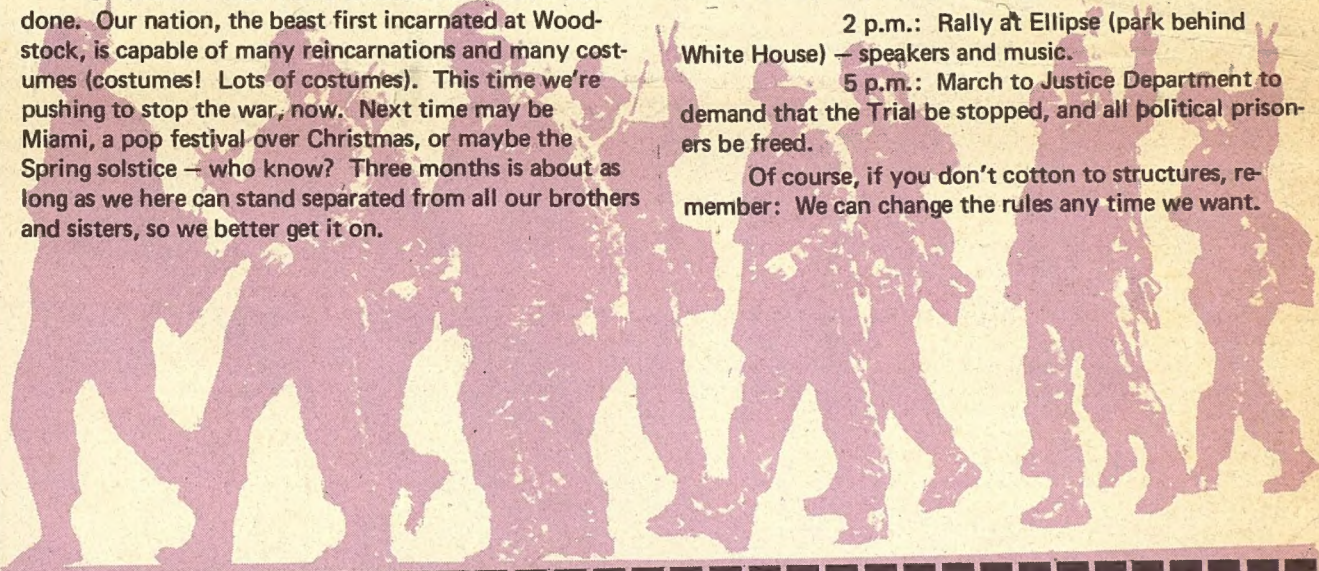 done. Our nation, the beast first incarnated at Wood-
stock, is capable of many reincarnations and many cost-
umes (costumes! Lots of costumes). This time we're
pushing to stop the war, now. Next time may be
Miami, a pop festival over Christmas, or maybe the
Spring solstice — who know? Three months is about as
long as we here can stand separated from all our brothers
and sisters, so we better get it on.
2 p.m.: Rally at Ellipse (park behind
White House) — speakers and music.
5 p.m.: March to Justice Department to
demand that the Trial be stopped, and all political prison-
ers be freed.
Of course, if you don't cotton to structures, re-
member: We can change the rules any time we want.